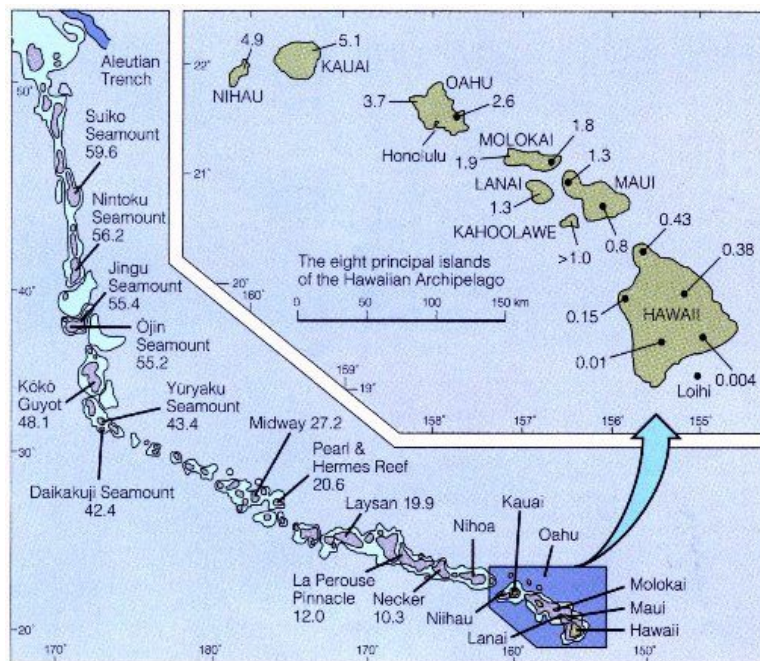 Aleutian
Trench
50°
Suiko
Seamount
59.6
Nintoku
Seamount
56.2
Jingu
Seamount
55.4
40°
Ōjin
Seamount
55.2
Kōkō
Guyot
48.1
Yūryaku
Seamount
43.4
30°
Daikakuji Seamount
42.4
Midway 27.2
Pearl &
Hermes Reef
20.6
Laysan 19.9
La Perouse
Pinnacle
12.0
Necker
10.3
Nihoa
Kauai
Oahu
Niihau
Lanai
Molokai
Maui
Hawaii
20°
170°
180°
170°
160°
150°
4.9
5.1
22°
NIHAU
KAUAI
OAHU
3.7
2.6
Honolulu
MOLOKAI
1.8
1.9
21°
LANAI
1.3
1.3
MAUI
KAHOOLAWE
>1.0
0.8
0.43
0.38
The eight principal islands
of the Hawaiian Archipelago
20°
160°
0 50 100 150 km
0.15
HAWAII
0.01
0.004
Loihi
159°
19°
158°
157°
156°
155°